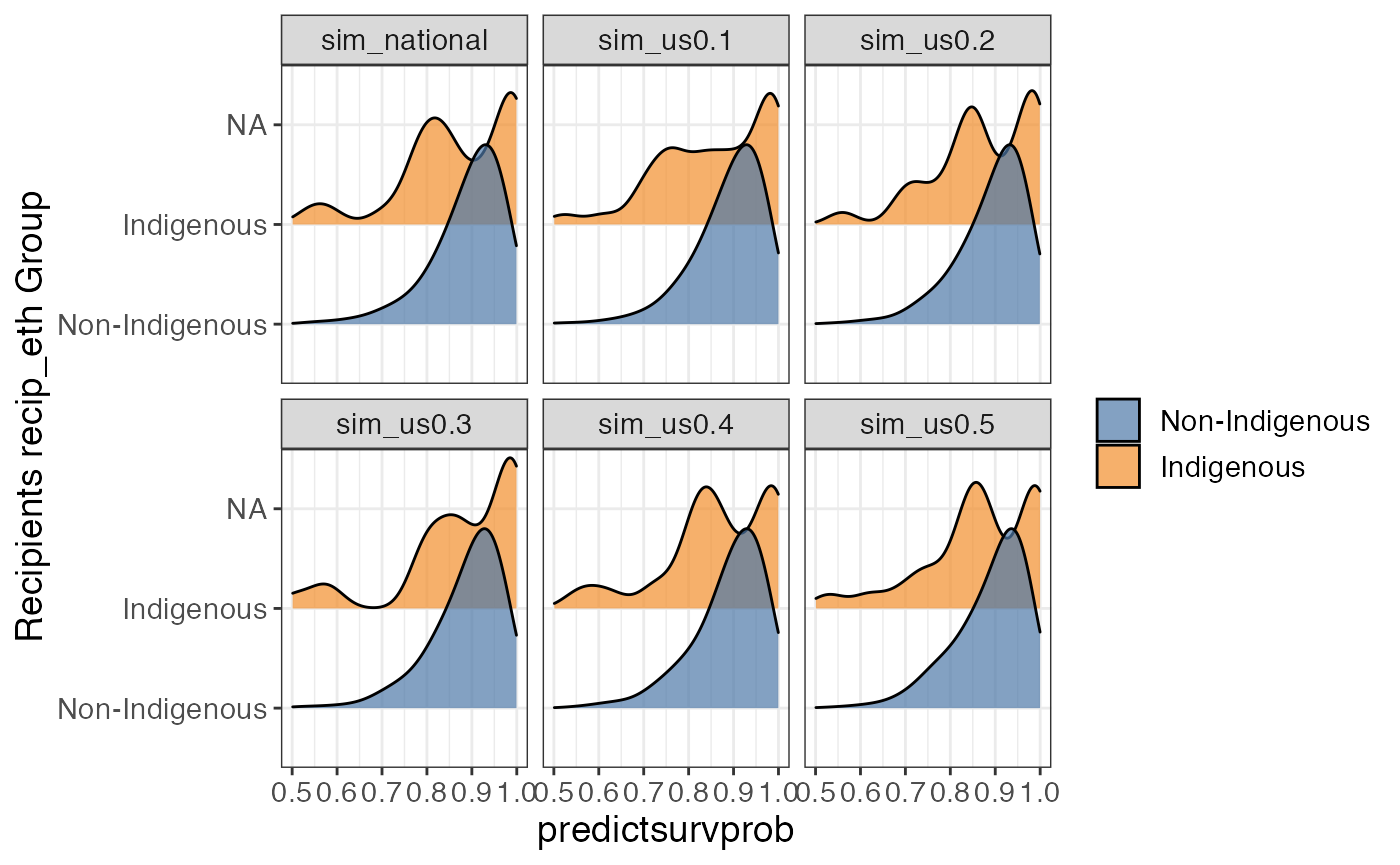 sim_national sim_us0.1 sim_us0.2
NA
Indigenous
Non-Indigenous
Recipients recip_eth Group
sim_us0.3 sim_us0.4 sim_us0.5
NA
Indigenous
Non-Indigenous
0.5 0.6 0.7 0.8 0.9 1.0 0.5 0.6 0.7 0.8 0.9 1.0 0.5 0.6 0.7 0.8 0.9 1.0
predictsurvprob
Non-Indigenous
Indigenous